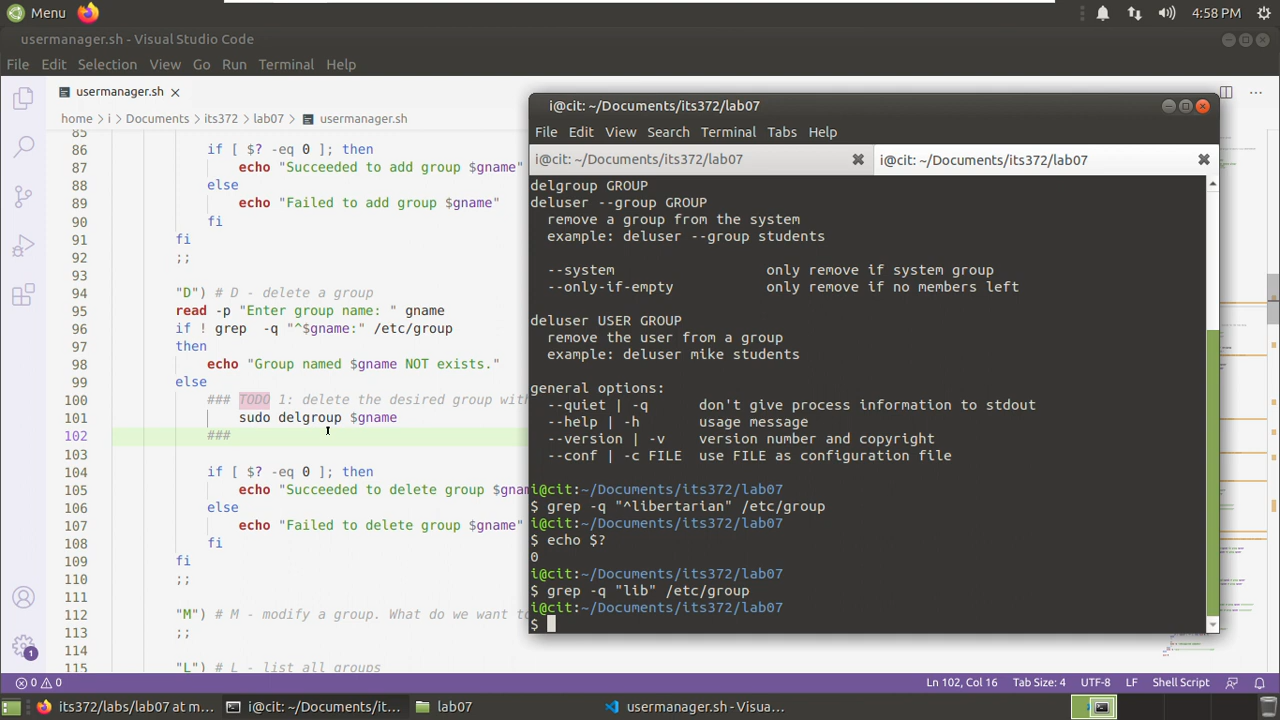 Menu
4:58 PM
usermanager.sh - Visual Studio Code
File Edit Selection View Go Run Terminal Help
usermanager.sh
home > i > Documents > its372 > lab07 > usermanager.sh
85
86 if [ $? -eq 0 ]; then
87 echo "Succeeded to add group $gname"
88 else
89 echo "Failed to add group $gname"
90 fi
91 fi
92 ;;
93
94 "D") # D - delete a group
95 read -p "Enter group name: " gname
96 if ! grep -q "^$gname:" /etc/group
97 then
98 echo "Group named $gname NOT exists."
99 else
100 ### TODO 1: delete the desired group with
101 sudo delgroup $gname
102 ###
103
104 if [ $? -eq 0 ]; then
105 echo "Succeeded to delete group $gnam
106 else
107 echo "Failed to delete group $gname"
108 fi
109 fi
110 ;;
111
112 "M") # M - modify a group. What do we want to
113 ;;
114
115 "L") # L - list all groups
i@cit: ~/Documents/its372/lab07
File Edit View Search Terminal Tabs Help
i@cit: ~/Documents/its372/lab07
i@cit: ~/Documents/its372/lab07
delgroup GROUP
deluser --group GROUP
remove a group from the system
example: deluser --group students
--system only remove if system group
--only-if-empty only remove if no members left
deluser USER GROUP
remove the user from a group
example: deluser mike students
general options:
--quiet | -q don't give process information to stdout
--help | -h usage message
--version | -v version number and copyright
--conf | -c FILE use FILE as configuration file
i@cit:~/Documents/its372/lab07
$ grep -q "^libertarian" /etc/group
i@cit:~/Documents/its372/lab07
$ echo $?
0
i@cit:~/Documents/its372/lab07
$ grep -q "lib" /etc/group
i@cit:~/Documents/its372/lab07
$
1
0 0
Ln 102, Col 16 Tab Size: 4 UTF-8 LF Shell Script
its372/labs/lab07 at m...
i@cit: ~/Documents/it...
lab07
usermanager.sh - Visua...